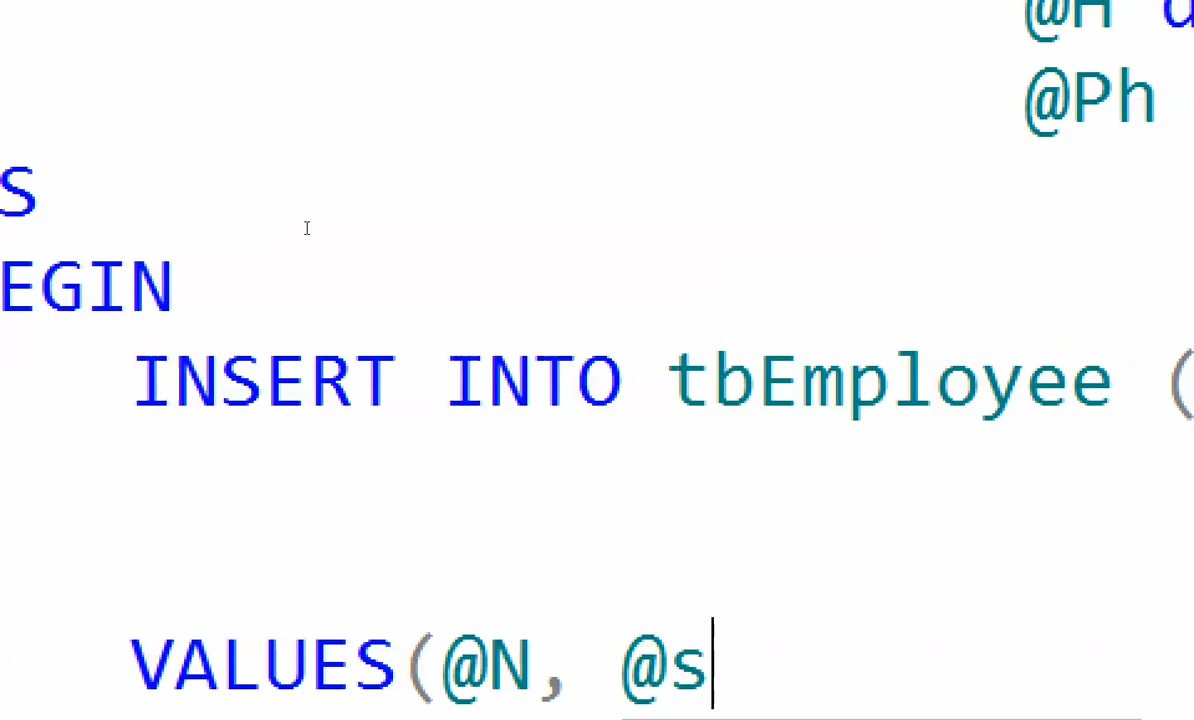 @H
@Ph
S
EGIN
INSERT INTO tbEmployee (
VALUES(@N, @s